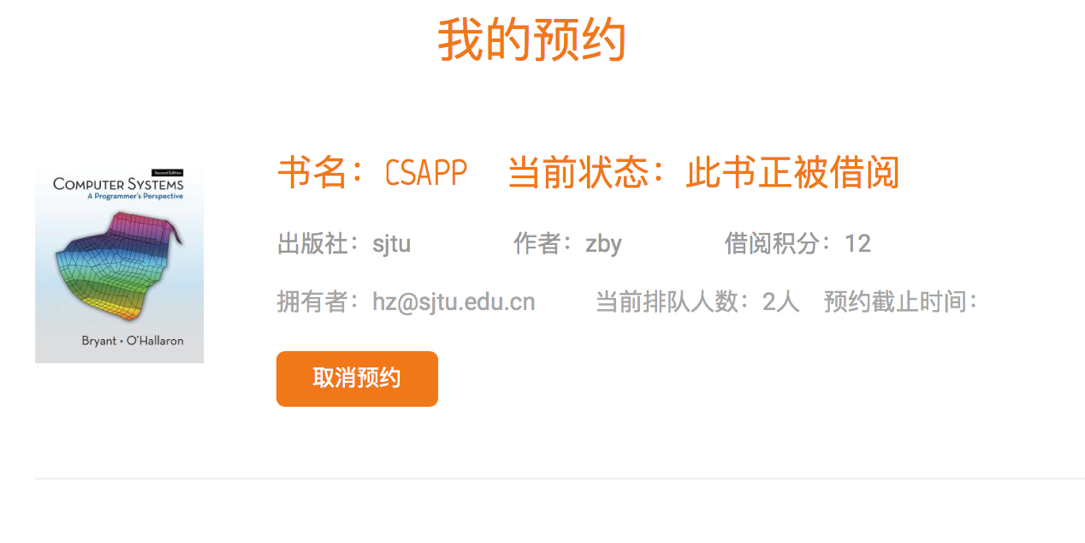 我的预约
Second Edition
COMPUTER SYSTEMS
A Programmer's Perspective
Bryant • O'Hallaron
书名：CSAPP 当前状态：此书正被借阅
出版社：sjtu 作者：zby 借阅积分：12
拥有者：hz@sjtu.edu.cn 当前排队人数：2人 预约截止时间：
取消预约